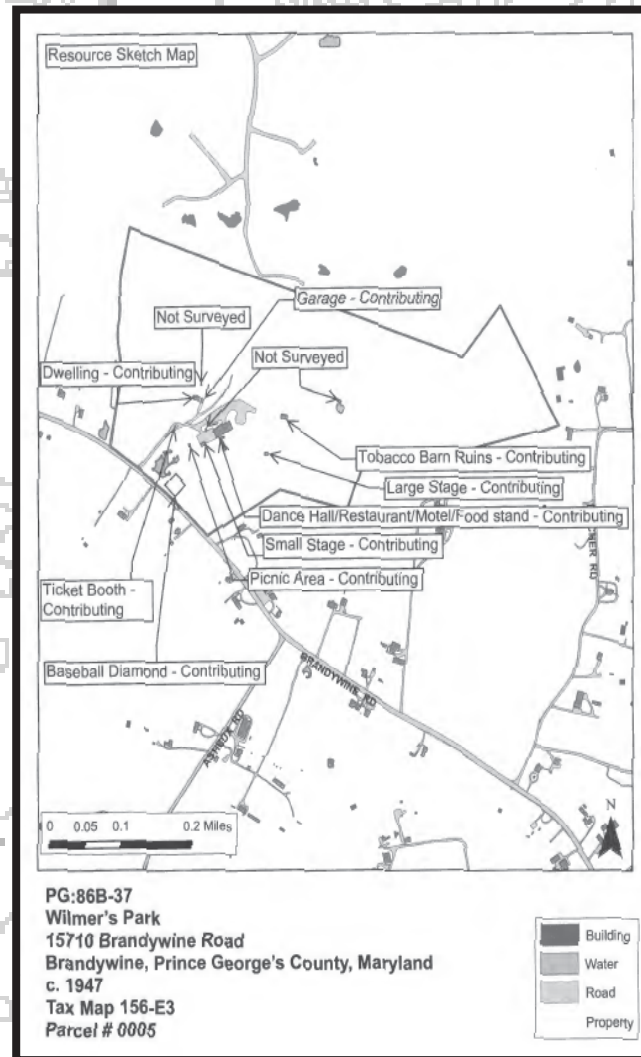 Resource Sketch Map
Garage - Contributing
Not Surveyed
Not Surveyed
Dwelling - Contributing
Tobacco Barn Ruins - Contributing
Large Stage - Contributing
Dance Hall/Restaurant/Motel/Food stand - Contributing
Small Stage - Contributing
Picnic Area - Contributing
Ticket Booth -
Contributing
Baseball Diamond - Contributing
BRANDYWINE RD
RD
RD
N
0 0.05 0.1 0.2 Miles
PG:86B-37
Wilmer's Park
15710 Brandywine Road
Brandywine, Prince George's County, Maryland
c. 1947
Tax Map 156-E3
Parcel # 0005
Building
Water
Road
Property